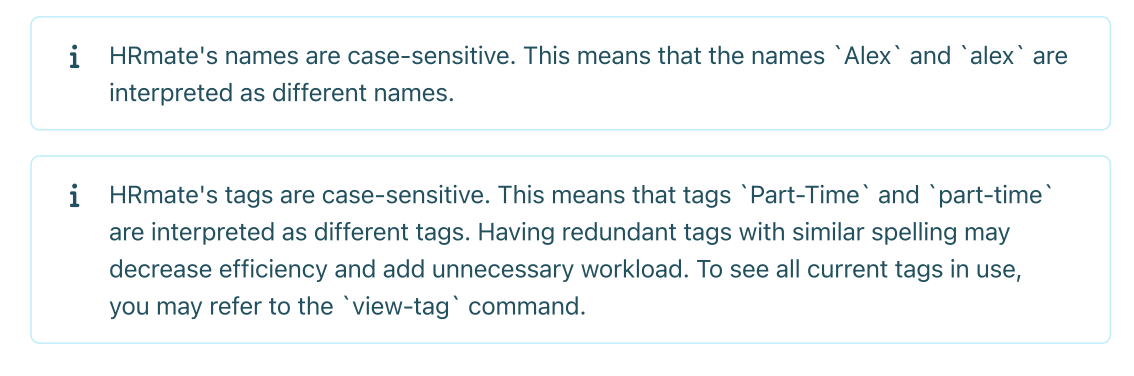 HRmate's names are case-sensitive. This means that the names `Alex` and `alex` are
interpreted as different names.
HRmate's tags are case-sensitive. This means that tags `Part-Time` and `part-time`
are interpreted as different tags. Having redundant tags with similar spelling may
decrease efficiency and add unnecessary workload. To see all current tags in use,
you may refer to the `view-tag` command.